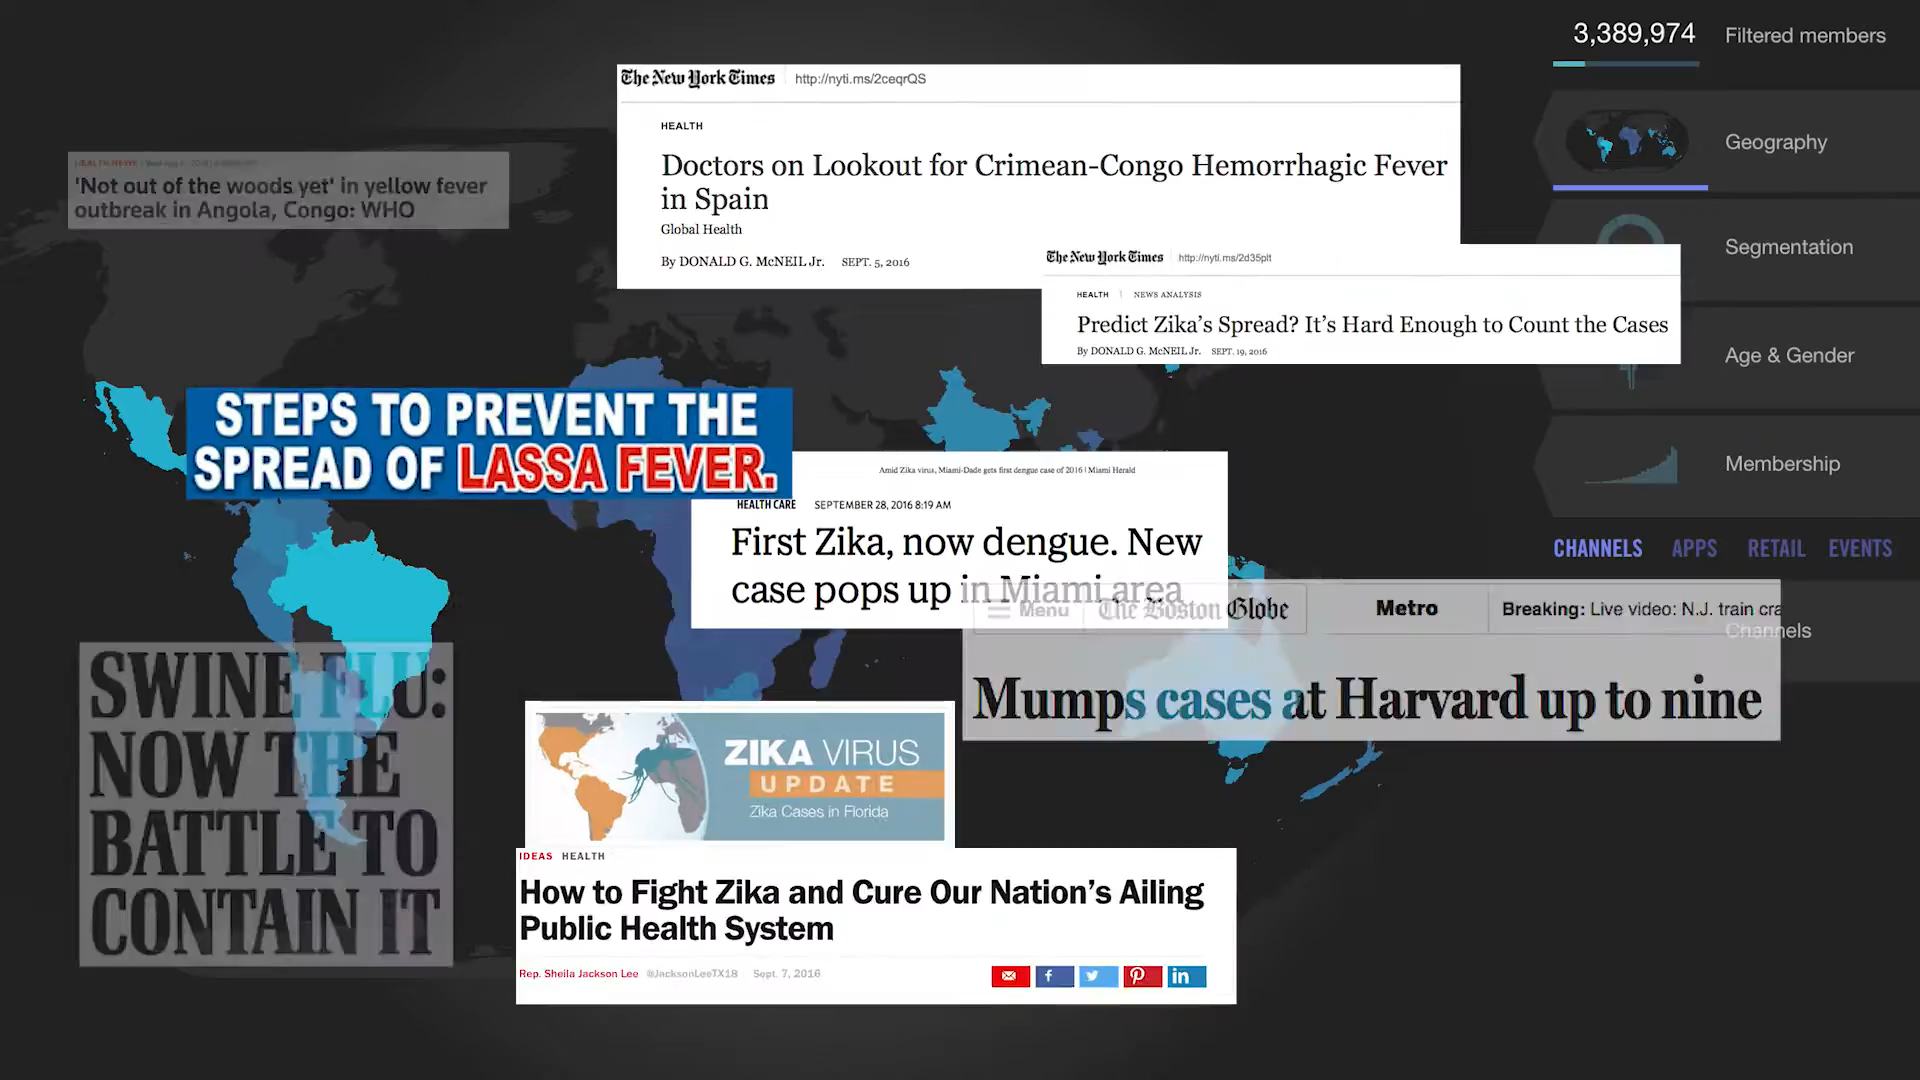 3,389,974 Filtered members
The New York Times http://nyti.ms/2ceqrQS
HEALTH
Doctors on Lookout for Crimean-Congo Hemorrhagic Fever
in Spain
Global Health
By DONALD G. McNEIL Jr. SEPT. 5, 2016
HEALTH NEWS
'Not out of the woods yet' in yellow fever
outbreak in Angola, Congo: WHO
Geography
Segmentation
Age & Gender
Membership
CHANNELS APPS RETAIL EVENTS
Channels
The New York Times http://nyti.ms/2d35plt
HEALTH | NEWS ANALYSIS
Predict Zika's Spread? It's Hard Enough to Count the Cases
By DONALD G. McNEIL Jr. SEPT. 19, 2016
STEPS TO PREVENT THE
SPREAD OF LASSA FEVER.
Amid Zika virus, Miami-Dade gets first dengue case of 2016 | Miami Herald
HEALTH CARE SEPTEMBER 28, 2016 8:19 AM
First Zika, now dengue. New
case pops up in Miami area
Menu The Boston Globe Metro Breaking: Live video: N.J. train cra
Mumps cases at Harvard up to nine
SWINE FLU:
NOW THE
BATTLE TO
CONTAIN IT
ZIKA VIRUS
UPDATE
Zika Cases in Florida
IDEAS HEALTH
How to Fight Zika and Cure Our Nation's Ailing
Public Health System
Rep. Sheila Jackson Lee @JacksonLeeTX18 Sept. 7, 2016